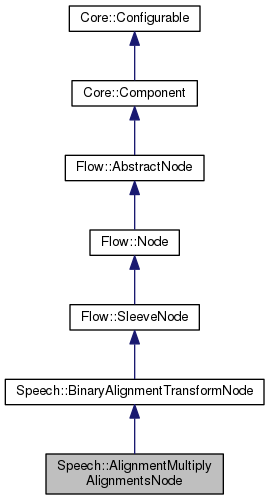 Core::Configurable
Core::Component
Flow::AbstractNode
Flow::Node
Flow::SleeveNode
Speech::BinaryAlignmentTransformNode
Speech::AlignmentMultiply
AlignmentsNode